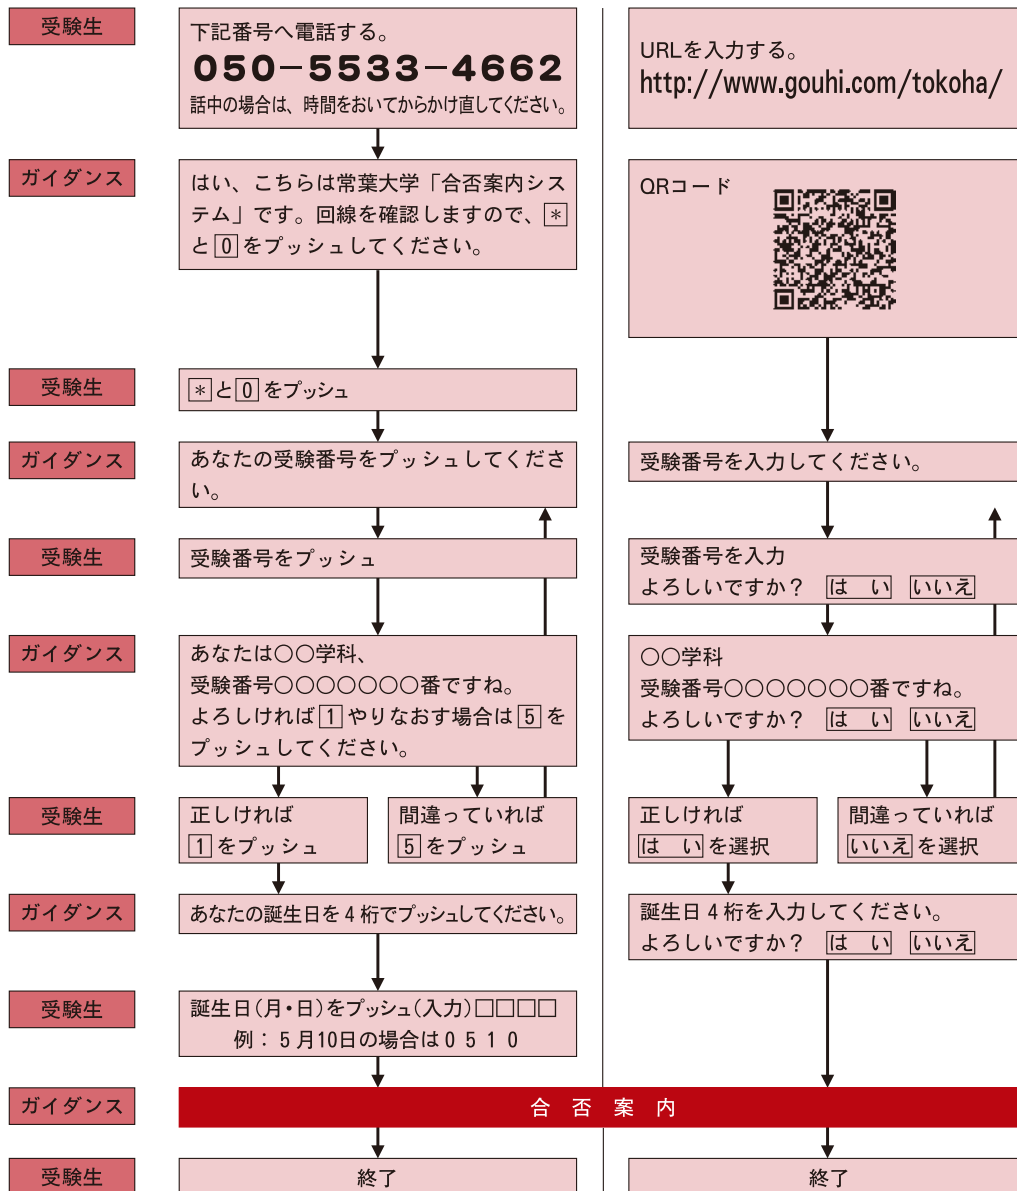 受験生
下記番号へ電話する。
050−5533−4662
話中の場合は、時間をおいてからかけ直してください。
URLを入力する。
http://www.gouhi.com/tokoha/
ガイダンス
はい、こちらは常葉大学「合否案内シス
テム」です。回線を確認しますので、*
と0をプッシュしてください。
QRコード
受験生
*と0をプッシュ
ガイダンス
あなたの受験番号をプッシュしてくださ
い。
受験番号を入力してください。
受験生
受験番号をプッシュ
受験番号を入力
よろしいですか? は い いいえ
ガイダンス
あなたは○○学科、
受験番号○○○○○○○番ですね。
よろしければ1やりなおす場合は5を
プッシュしてください。
○○学科
受験番号○○○○○○○番ですね。
よろしいですか? は い いいえ
受験生
正しければ
1をプッシュ
間違っていれば
5をプッシュ
正しければ
は いを選択
間違っていれば
いいえを選択
ガイダンス
あなたの誕生日を4桁でプッシュしてください。
誕生日4桁を入力してください。
よろしいですか? は い いいえ
受験生
誕生日(月・日)をプッシュ(入力)□□□□
例：5月10日の場合は0 5 1 0
ガイダンス
合 否 案 内
受験生
終了
終了